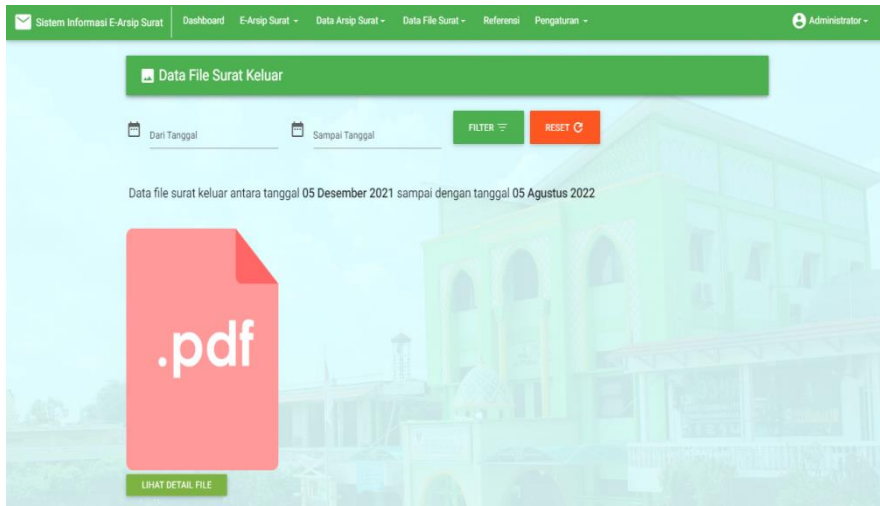 Sistem Informasi E-Arsip Surat Dashboard E-Arsip Surat Data Arsip Surat Data File Surat Referensi Pengaturan Administrator
Data File Surat Keluar
Dari Tanggal Sampai Tanggal FILTER RESET
Data file surat keluar antara tanggal 05 Desember 2021 sampai dengan tanggal 05 Agustus 2022
.pdf
LIHAT DETAIL FILE